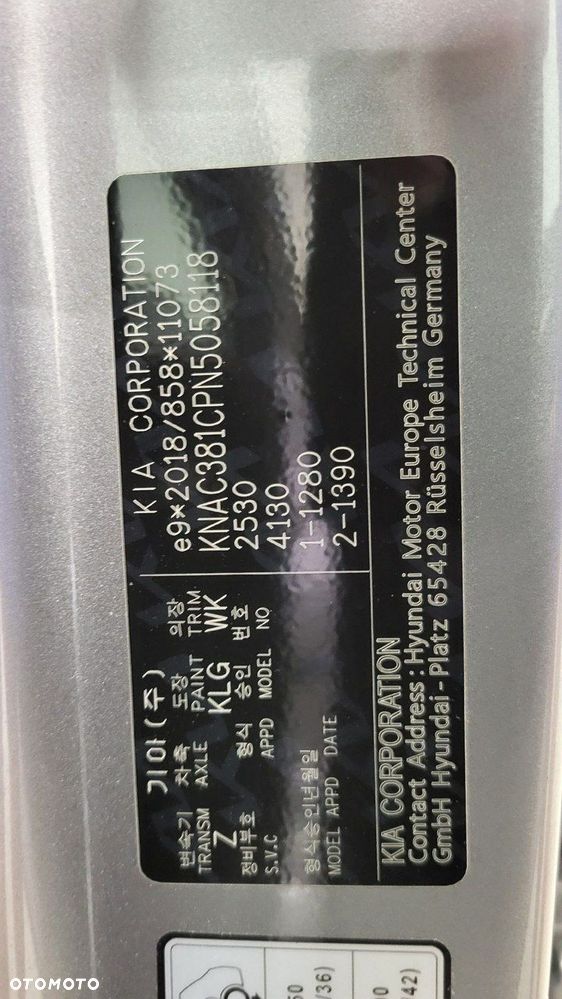 기아(주) KIA CORPORATION
변속기 차축 도장 의장
TRANSM AXLE PAINT TRIM
Z KLG WK
e9*2018/858*11073
KNAC381CPN5058118
정비부호 형식 승인 번호
S.V.C APPD MODEL NO
2530
4130
형식승인년월일
MODEL APPD DATE
1-1280
2-1390
KIA CORPORATION
Contact Address : Hyundai Motor Europe Technical Center
GmbH Hyundai-Platz 65428 Rüsselsheim Germany
OTOMOTO